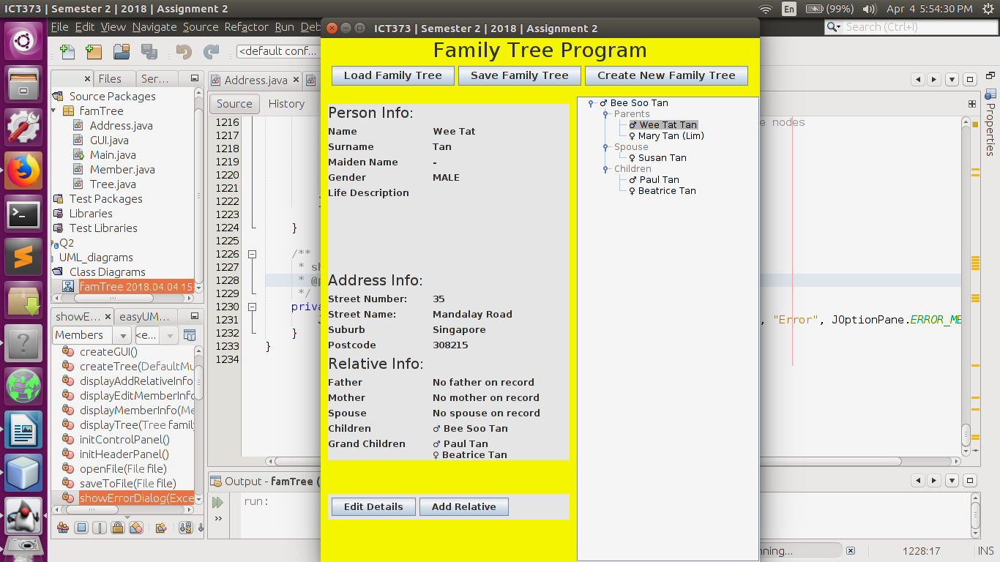 ICT373 | Semester 2 | 2018 | Assignment 2
En
(99%)
Apr 4 5:54:30 PM
File Edit View Navigate Source Refactor Run Deb
ICT373 | Semester 2 | 2018 | Assignment 2
Search (Ctrl+I)
<default conf...
Files
Ser...
Address.java
Source
History
Source Packages
famTree
Address.java
GUI.java
Main.java
Member.java
Tree.java
Test Packages
Libraries
Test Libraries
Q2
UML_diagrams
Class Diagrams
famTree 2018.04.04 15-
showE...
easyUM...
Members
<e...
createGUI()
createTree(DefaultMu
displayAddRelativeInfo
displayEditMemberInfo
displayMemberInfo(Me
displayTree(Tree family
initControlPanel()
initHeaderPanel()
openFile(File file)
saveToFile(File file)
showErrorDialog(Exce
1216
1217
1218
1219
1220
1221
1222
1223
1224 }
1225
1226 /**
1227 * sh
1228 * @p
1229 */
1230 priva
1231 J
1232 }
1233 }
1234
e nodes
, "Error", JOptionPane.ERROR_ME
Properties
Family Tree Program
Load Family Tree
Save Family Tree
Create New Family Tree
Person Info:
Name Wee Tat
Surname Tan
Maiden Name -
Gender MALE
Life Description
Address Info:
Street Number: 35
Street Name: Mandalay Road
Suburb Singapore
Postcode 308215
Relative Info:
Father No father on record
Mother No mother on record
Spouse No spouse on record
Children ♂ Bee Soo Tan
Grand Children ♂ Paul Tan
♀ Beatrice Tan
Edit Details
Add Relative
♂ Bee Soo Tan
Parents
♂ Wee Tat Tan
♀ Mary Tan (Lim)
Spouse
♀ Susan Tan
Children
♂ Paul Tan
♀ Beatrice Tan
Output - famTree (
run:
nning...
1228:17
INS